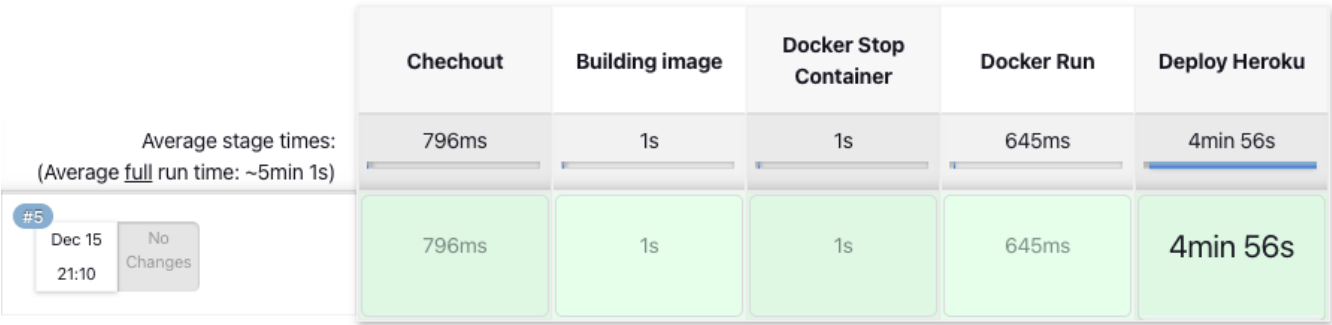 Chechout
Building image
Docker Stop
Container
Docker Run
Deploy Heroku
Average stage times:
(Average full run time: ~5min 1s)
796ms
1s
1s
645ms
4min 56s
#5
Dec 15
21:10
No
Changes
796ms
1s
1s
645ms
4min 56s